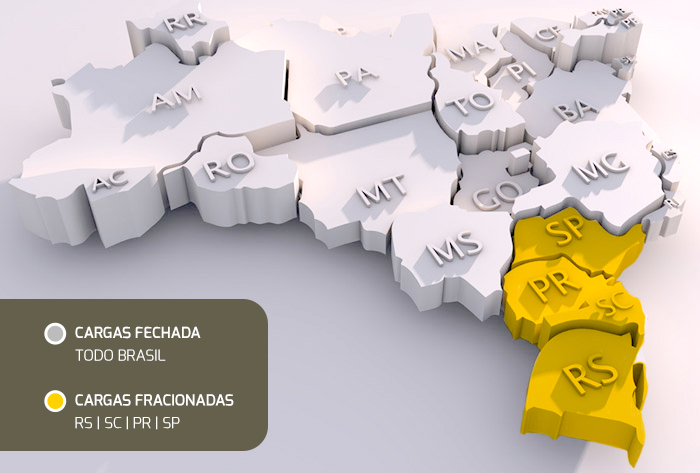 RR
AM
PA
MA
CE
PI
TO
BA
AC
RO
MT
GO
MG
MS
SP
PR
SC
RS
CARGAS FECHADA
TODO BRASIL
CARGAS FRACIONADAS
RS | SC | PR | SP